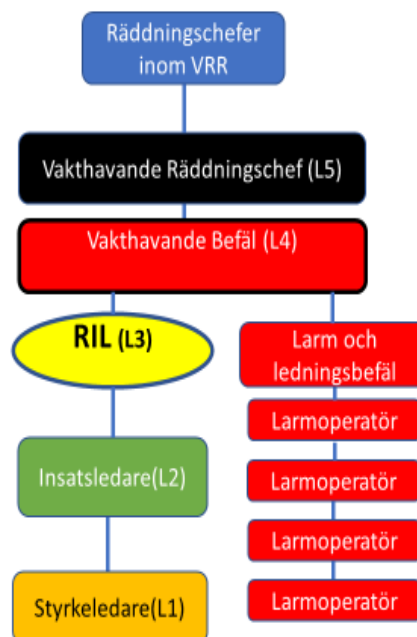 Räddningschefer
inom VRR
Vakthavande Räddningschef (L5)
Vakthavande Befäl (L4)
RIL (L3)
Larm och
ledningsbefäl
Larmoperatör
Insatsledare(L2)
Larmoperatör
Larmoperatör
Styrkeledare(L1)
Larmoperatör